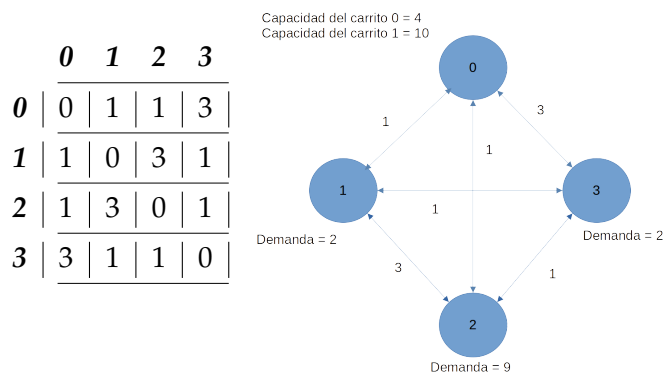 0 1 2 3
0 | 0 | 1 | 1 | 3 |
1 | 1 | 0 | 3 | 1 |
2 | 1 | 3 | 0 | 1 |
3 | 3 | 1 | 1 | 0 |
Capacidad del carrito 0 = 4
Capacidad del carrito 1 = 10
0
1
3
1
1
3
1
Demanda = 2
Demanda = 2
3
1
2
Demanda = 9